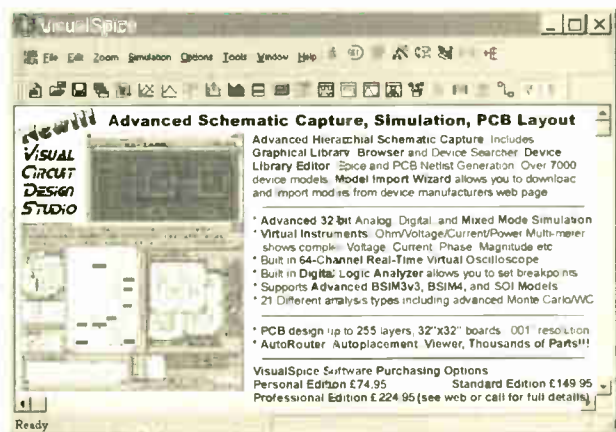 VisualSpice
File Edit Zoom Simulation Options Tools Window Help
New!!!
VISUAL
CIRCUIT
DESIGN
STUDIO
Advanced Schematic Capture, Simulation, PCB Layout
Advanced Hierarchial Schematic Capture Includes
Graphical Library Browser and Device Searcher Device
Library Editor Spice and PCB Netlist Generation Over 7000
device models, Model Import Wizard allows you to download
and import models from device manufacturers web page
* Advanced 32-bit Analog, Digital, and Mixed Mode Simulation
* Virtual Instruments Ohm/Voltage/Current/Power Multi-meter
shows complex Voltage Current Phase Magnitude etc
* Built in 64-Channel Real-Time Virtual Oscilloscope
* Built in Digital Logic Analyzer allows you to set breakpoints
* Supports Advanced BSIM3v3, BSIM4, and SOI Models
* 21 Different analysis types including advanced Monte Carlo/WC
* PCB design up to 255 layers, 32"x32" boards .001" resolution
* AutoRouter Autoplacement Viewer, Thousands of Parts!!!
VisualSpice Software Purchasing Options
Personal Edition £74.95 Standard Edition £149.95
Professional Edition £224.95 (see web or call for full details)
Ready